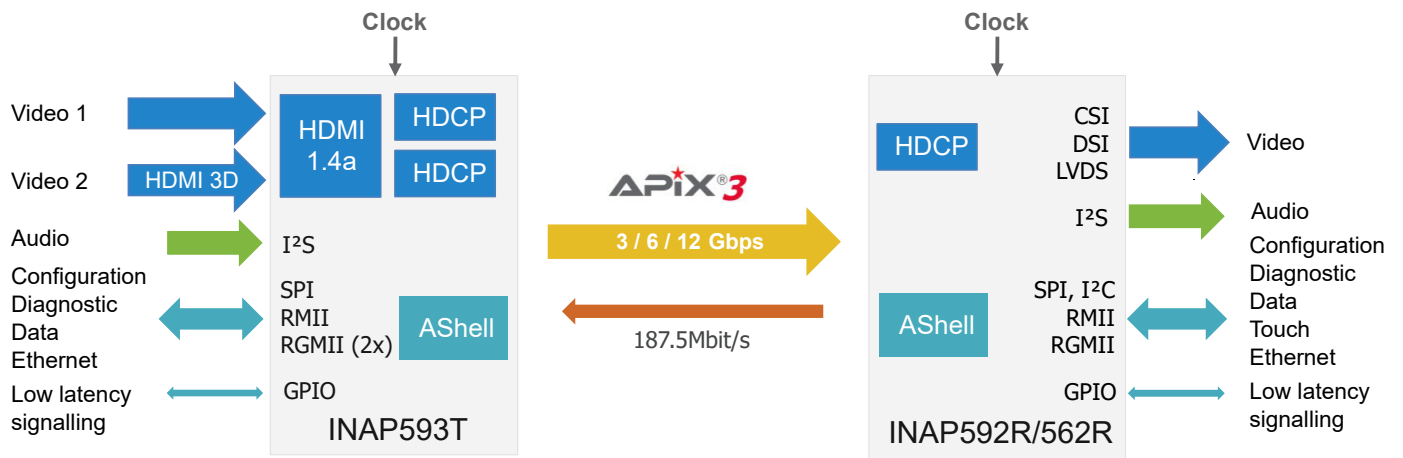 Clock
Clock
Video 1
Video 2
HDMI 3D
HDMI
1.4a
HDCP
HDCP
Audio
Configuration
Diagnostic
Data
Ethernet
Low latency
signalling
I²S
SPI
RMII
RGMII (2x)
AShell
GPIO
INAP593T
APIX®3
3 / 6 / 12 Gbps
187.5Mbit/s
HDCP
CSI
DSI
LVDS
I²S
AShell
SPI, I²C
RMII
RGMII
GPIO
INAP592R/562R
Video
Audio
Configuration
Diagnostic
Data
Touch
Ethernet
Low latency
signalling